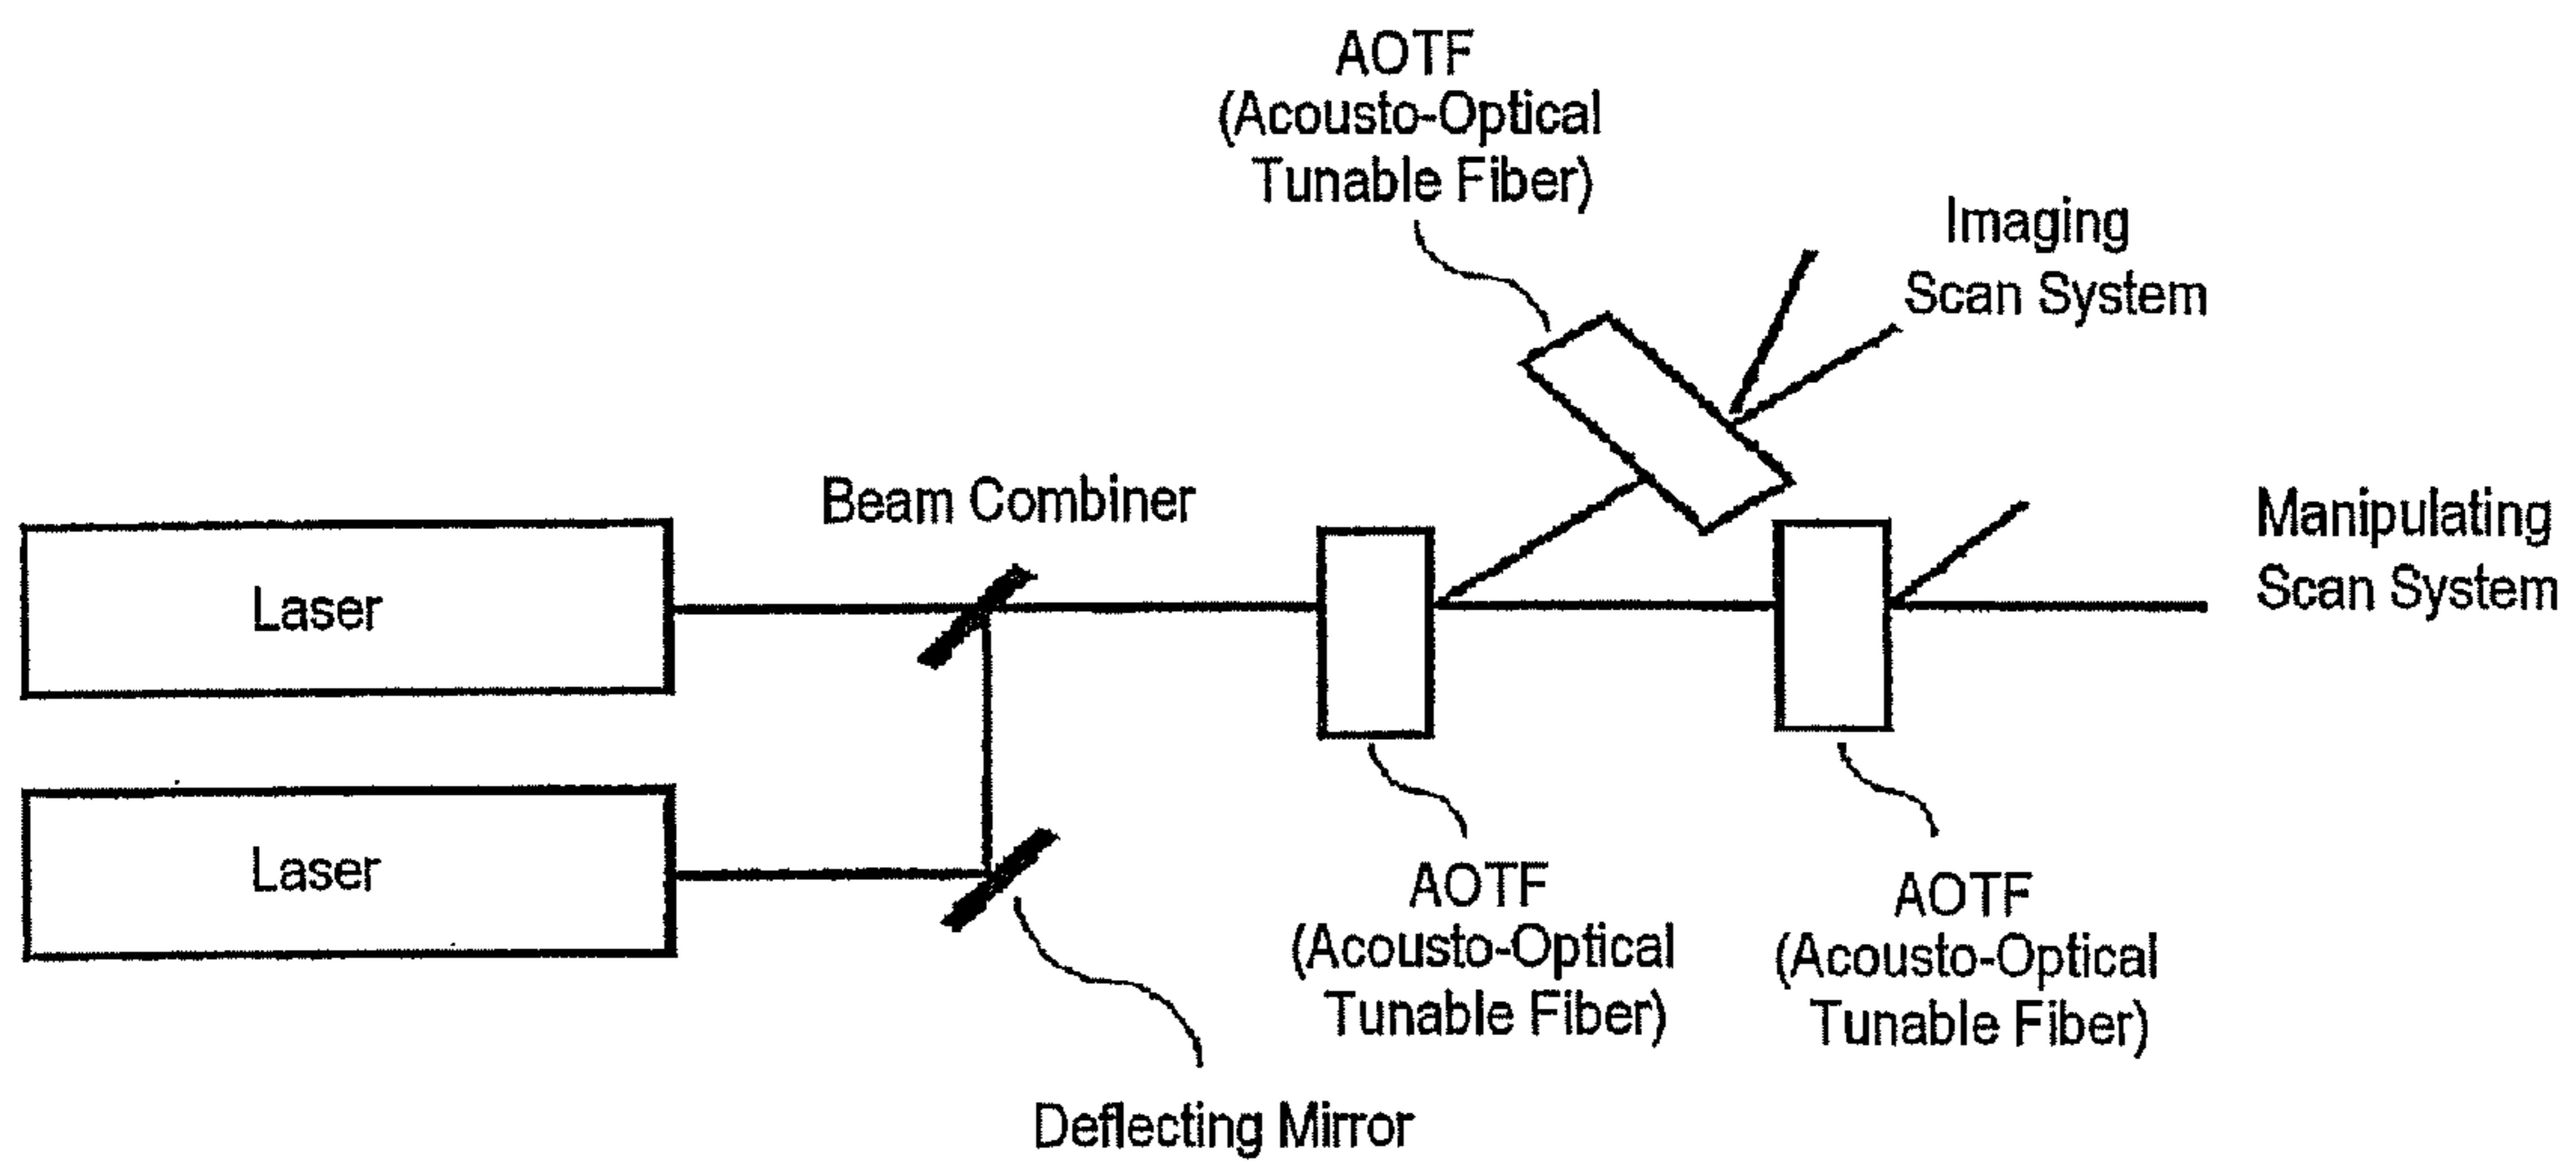 AOTF
(Acousto-Optical
Tunable Fiber)
Imaging
Scan System
Beam Combiner
Manipulating
Scan System
Laser
Laser
AOTF
(Acousto-Optical
Tunable Fiber)
AOTF
(Acousto-Optical
Tunable Fiber)
Deflecting Mirror